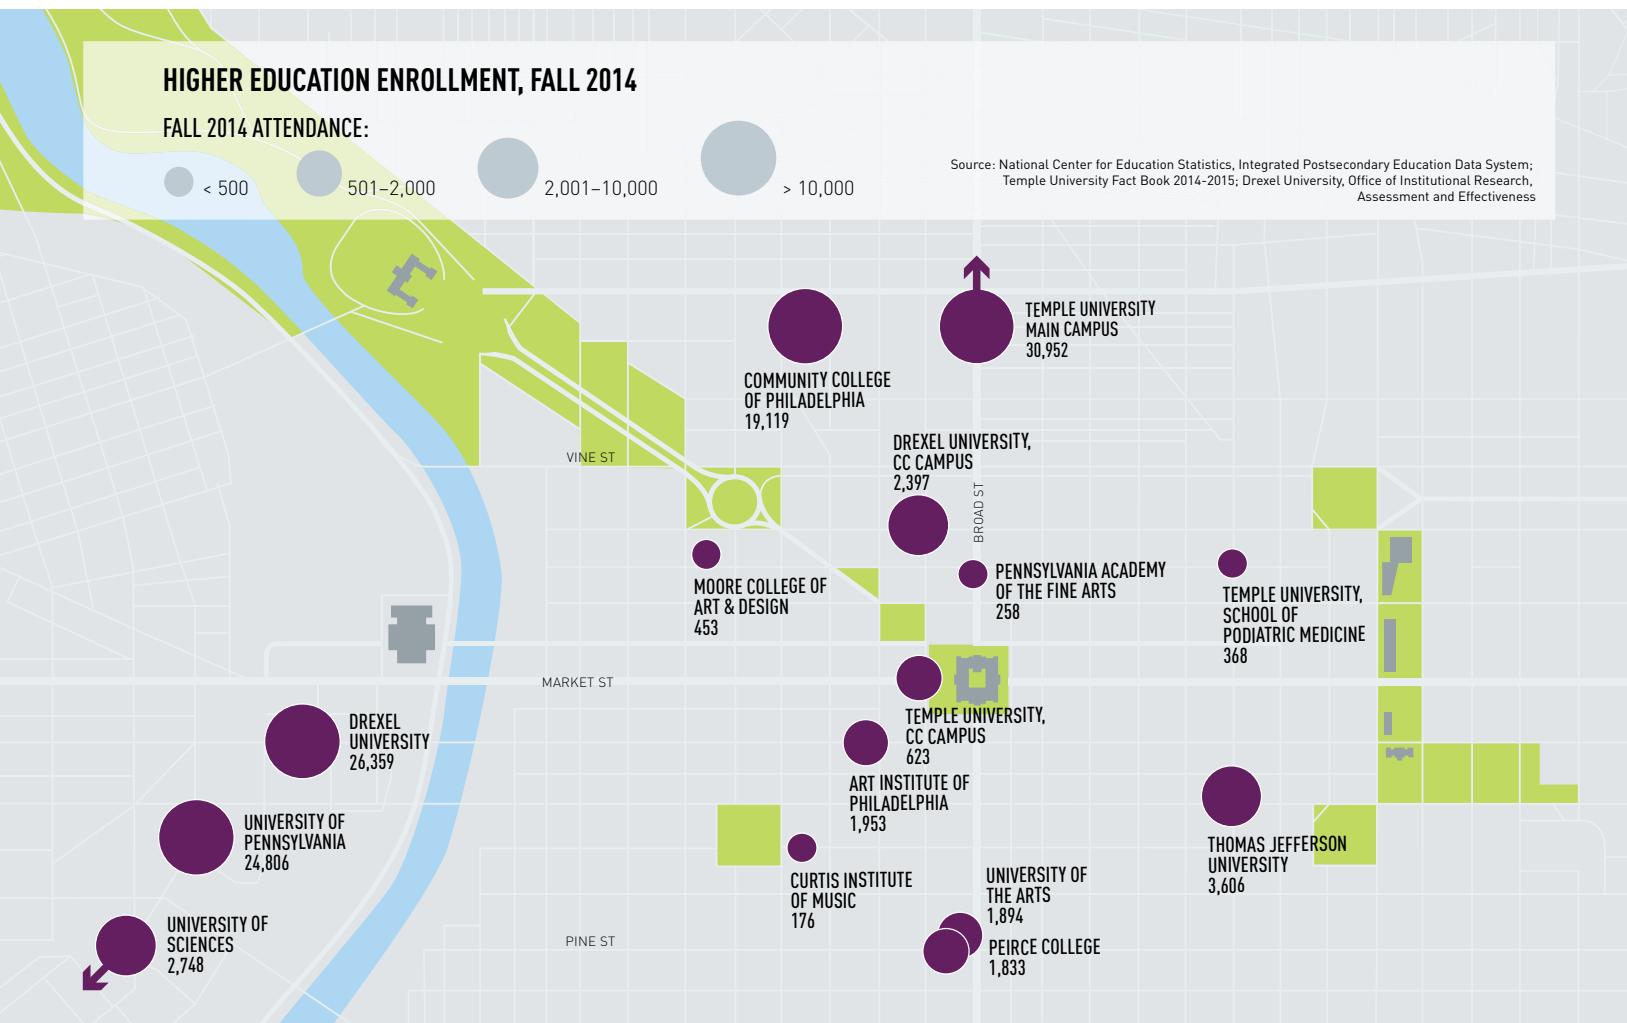 HIGHER EDUCATION ENROLLMENT, FALL 2014
FALL 2014 ATTENDANCE:
< 500
501–2,000
2,001–10,000
> 10,000
Source: National Center for Education Statistics, Integrated Postsecondary Education Data System;
Temple University Fact Book 2014-2015; Drexel University, Office of Institutional Research,
Assessment and Effectiveness
TEMPLE UNIVERSITY
MAIN CAMPUS
30,952
COMMUNITY COLLEGE
OF PHILADELPHIA
19,119
DREXEL UNIVERSITY,
CC CAMPUS
2,397
VINE ST
BROAD ST
MOORE COLLEGE OF
ART & DESIGN
453
PENNSYLVANIA ACADEMY
OF THE FINE ARTS
258
TEMPLE UNIVERSITY,
SCHOOL OF
PODIATRIC MEDICINE
368
MARKET ST
TEMPLE UNIVERSITY,
CC CAMPUS
623
DREXEL
UNIVERSITY
26,359
ART INSTITUTE OF
PHILADELPHIA
1,953
UNIVERSITY OF
PENNSYLVANIA
24,806
THOMAS JEFFERSON
UNIVERSITY
3,606
CURTIS INSTITUTE
OF MUSIC
176
UNIVERSITY OF
THE ARTS
1,894
UNIVERSITY OF
SCIENCES
2,748
PINE ST
PEIRCE COLLEGE
1,833